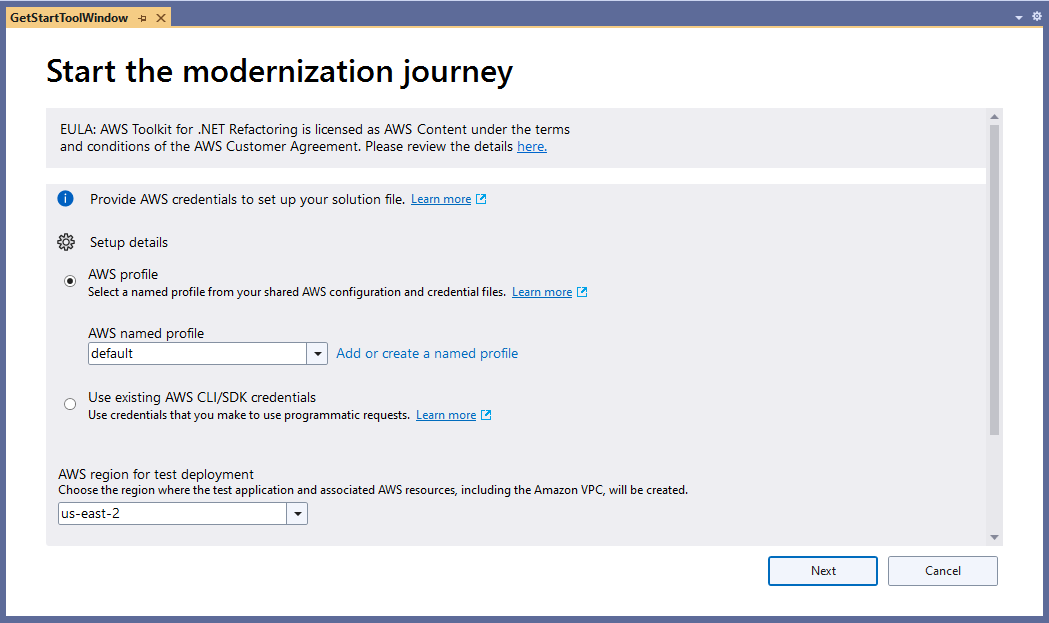 GetStartToolWindow
Start the modernization journey
EULA: AWS Toolkit for .NET Refactoring is licensed as AWS Content under the terms
and conditions of the AWS Customer Agreement. Please review the details here.
Provide AWS credentials to set up your solution file. Learn more
Setup details
AWS profile
Select a named profile from your shared AWS configuration and credential files. Learn more
AWS named profile
default Add or create a named profile
Use existing AWS CLI/SDK credentials
Use credentials that you make to use programmatic requests. Learn more
AWS region for test deployment
Choose the region where the test application and associated AWS resources, including the Amazon VPC, will be created.
us-east-2
Next Cancel